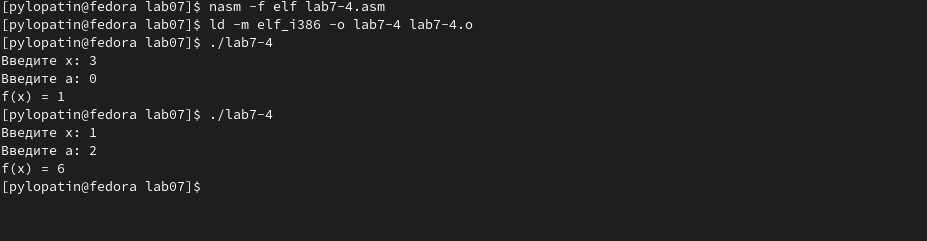 [pylopatin@fedora lab07]$ nasm -f elf lab7-4.asm
[pylopatin@fedora lab07]$ ld -m elf_i386 -o lab7-4 lab7-4.o
[pylopatin@fedora lab07]$ ./lab7-4
Введите x: 3
Введите a: 0
f(x) = 1
[pylopatin@fedora lab07]$ ./lab7-4
Введите x: 1
Введите a: 2
f(x) = 6
[pylopatin@fedora lab07]$